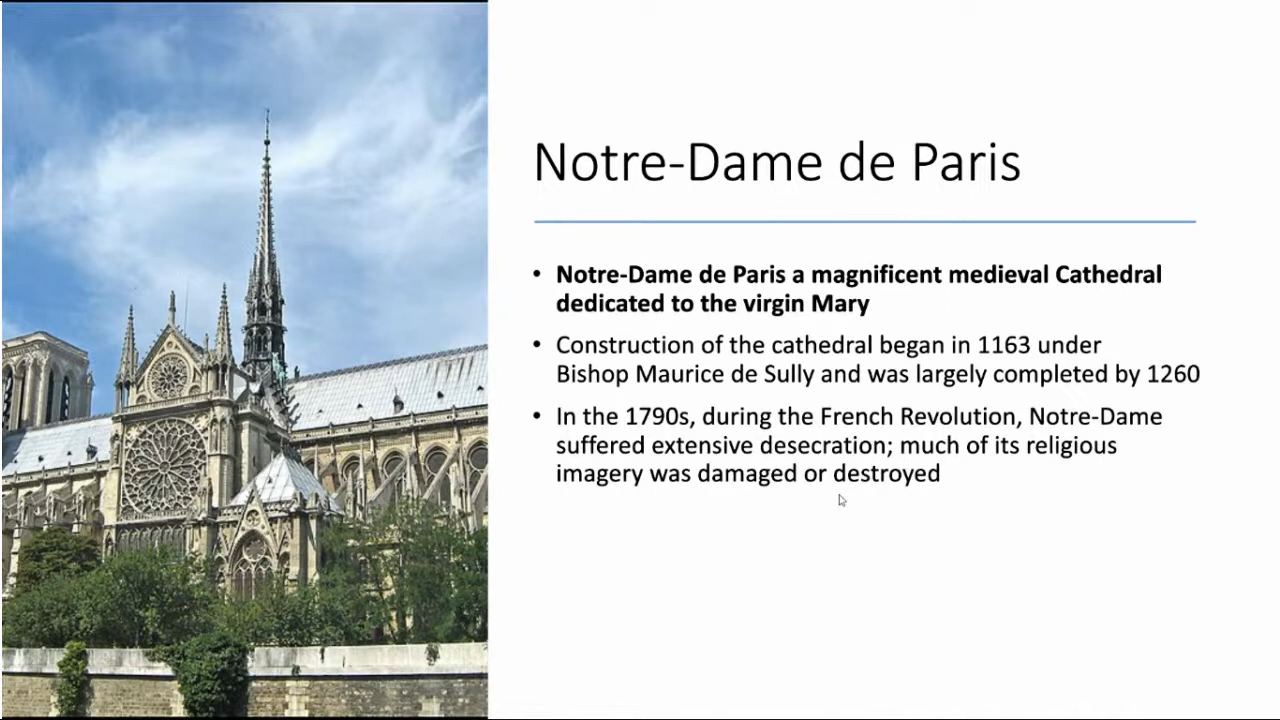 Notre-Dame de Paris
• Notre-Dame de Paris a magnificent medieval Cathedral
dedicated to the virgin Mary
• Construction of the cathedral began in 1163 under
Bishop Maurice de Sully and was largely completed by 1260
• In the 1790s, during the French Revolution, Notre-Dame
suffered extensive desecration; much of its religious
imagery was damaged or destroyed